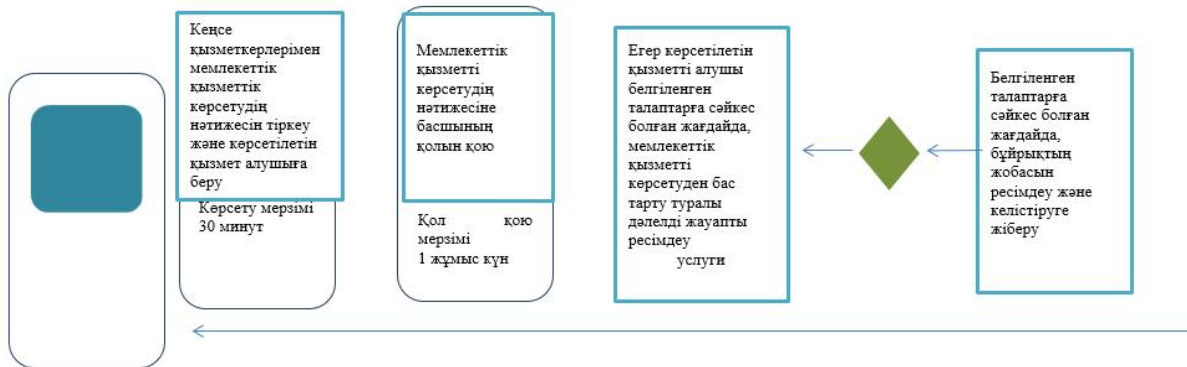 Кеңсе
қызметкерлерімен
мемлекеттік
қызметтік
көрсетудің
нәтижесін тіркеу
және көрсетілетін
қызмет алушыға
беру
Көрсету мерзімі
30 минут
Мемлекеттік
қызметті
көрсетудің
нәтижесіне
басшының
қолын қою
Қол қою
мерзімі
1 жұмыс күн
Егер көрсетілетін
қызметті алушы
белгіленген
талаптарға сәйкес
болған жағдайда,
мемлекеттік
қызметті
көрсетуден бас
тарту туралы
дәлелді жауапты
ресімдеу
услуги
Белгіленген
талаптарға
сәйкес болған
жағдайда,
бұйрықтың
жобасын
ресімдеу және
келістіруге
жіберу